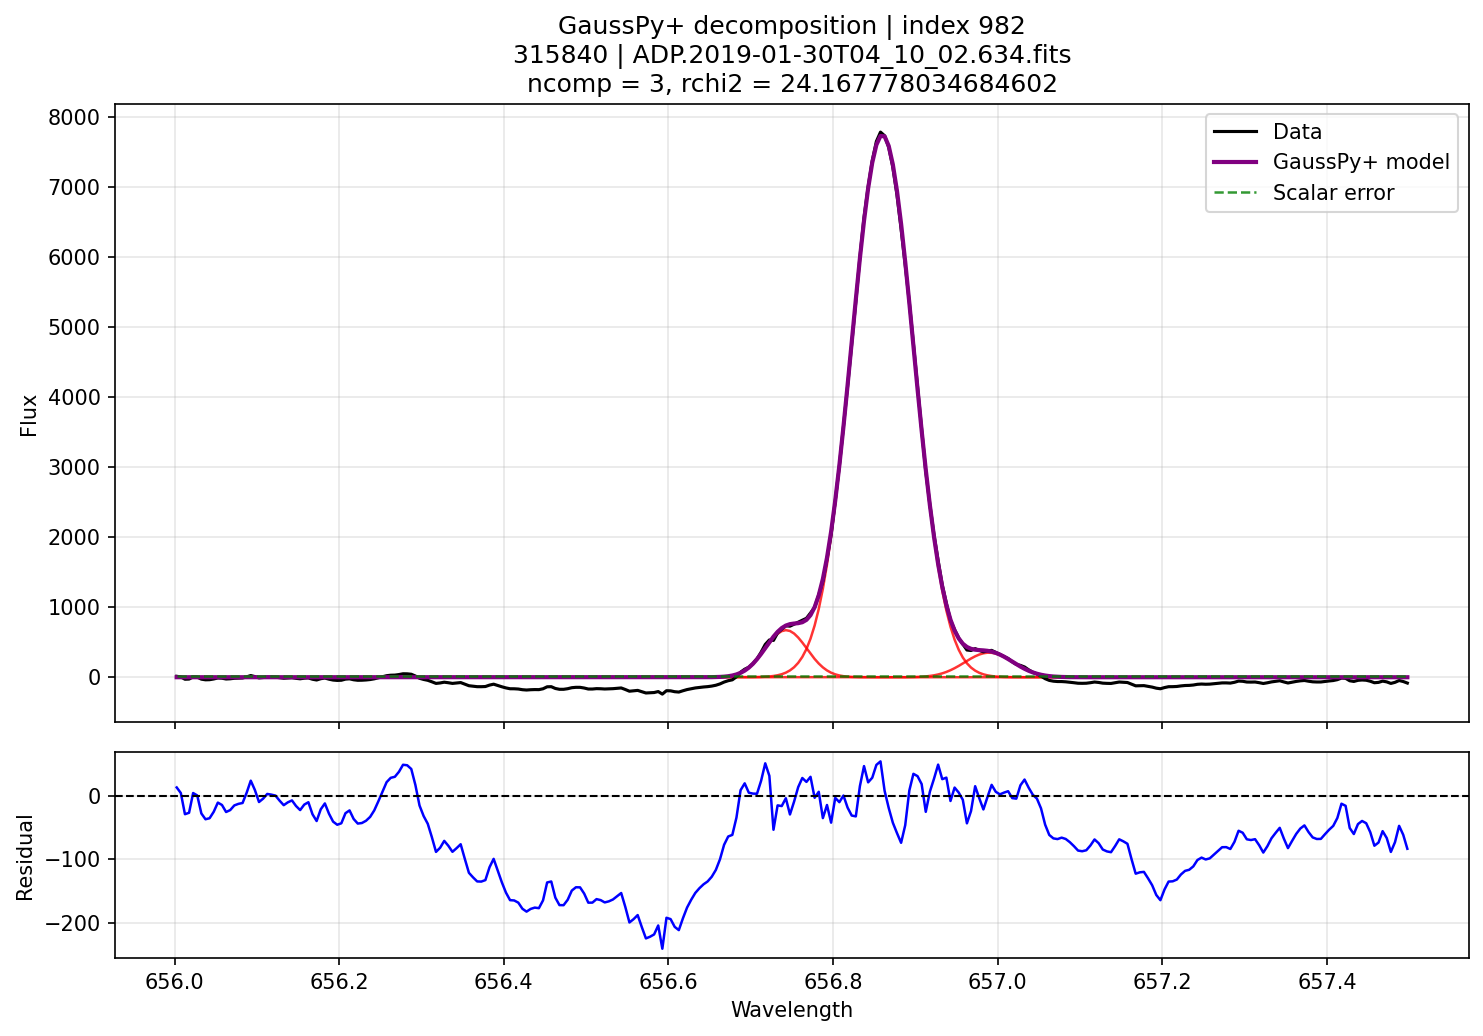 GaussPy+ decomposition | index 982
315840 | ADP.2019-01-30T04_10_02.634.fits
ncomp = 3, rchi2 = 24.167778034684602
Data
GaussPy+ model
Scalar error
Flux
8000
7000
6000
5000
4000
3000
2000
1000
0
Residual
0
−100
−200
656.0 656.2 656.4 656.6 656.8 657.0 657.2 657.4
Wavelength